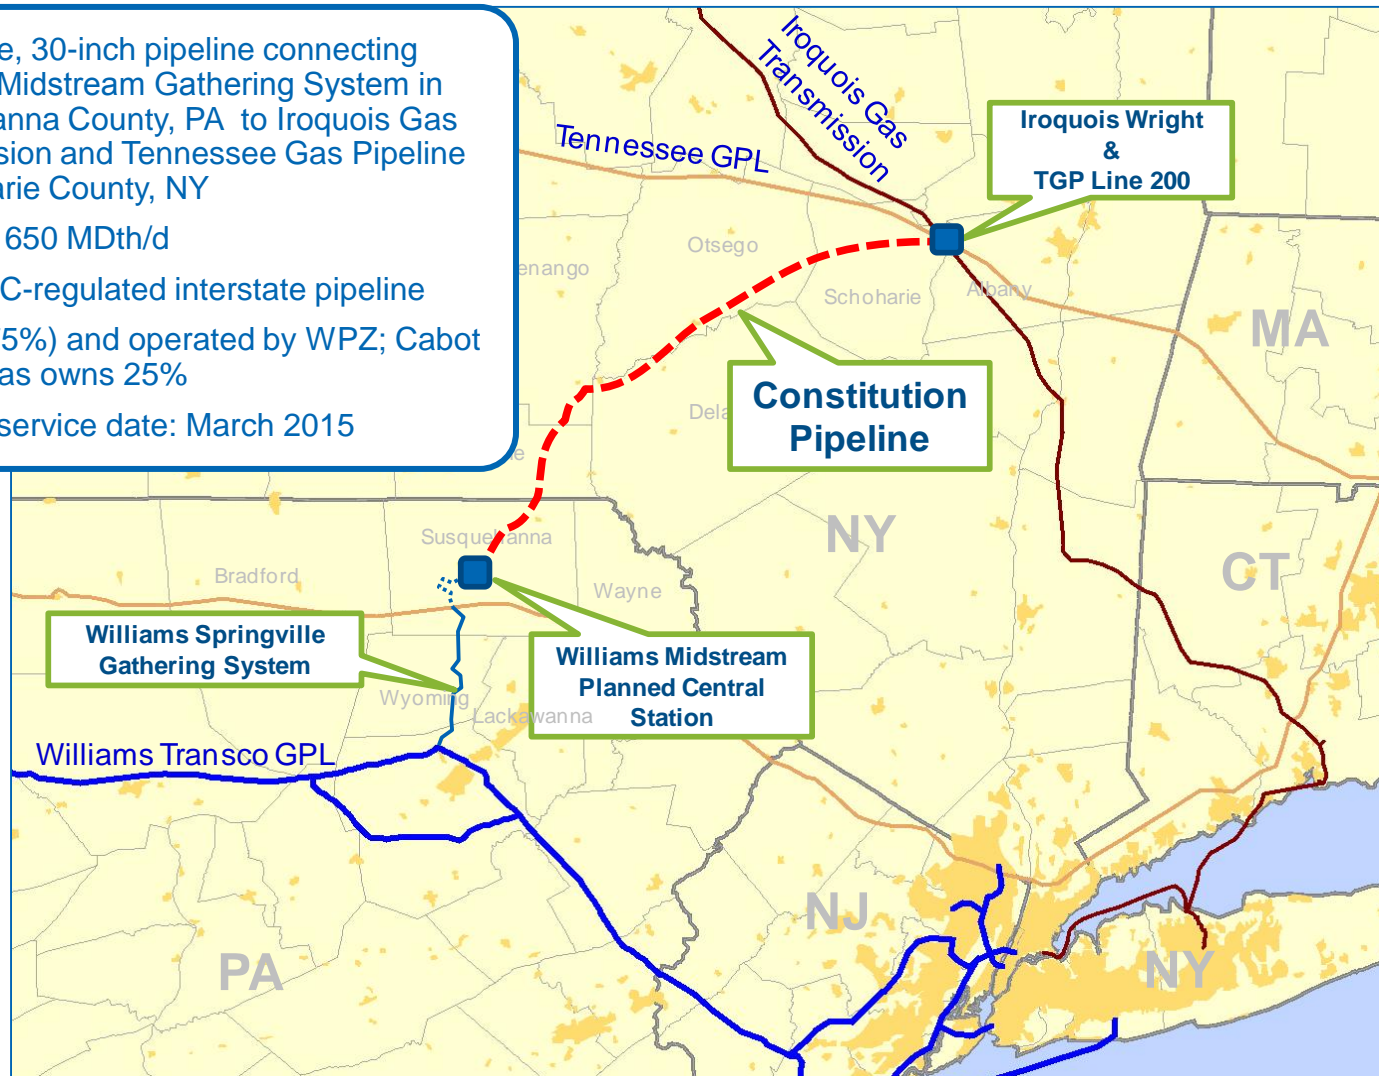 e, 30-inch pipeline connecting
Midstream Gathering System in
anna County, PA to Iroquois Gas
sion and Tennessee Gas Pipeline
arie County, NY
650 MDth/d
C-regulated interstate pipeline
5%) and operated by WPZ; Cabot
as owns 25%
service date: March 2015
Iroquois Gas
Transmission
Tennessee GPL
Iroquois Wright
&
TGP Line 200
Otsego
enango
Schoharie
Albany
MA
Constitution
Pipeline
Dela
e
NY
Susquehanna
CT
Bradford
Wayne
Williams Springville
Gathering System
Williams Midstream
Planned Central
Station
Wyoming
Lackawanna
Williams Transco GPL
NJ
PA
NY